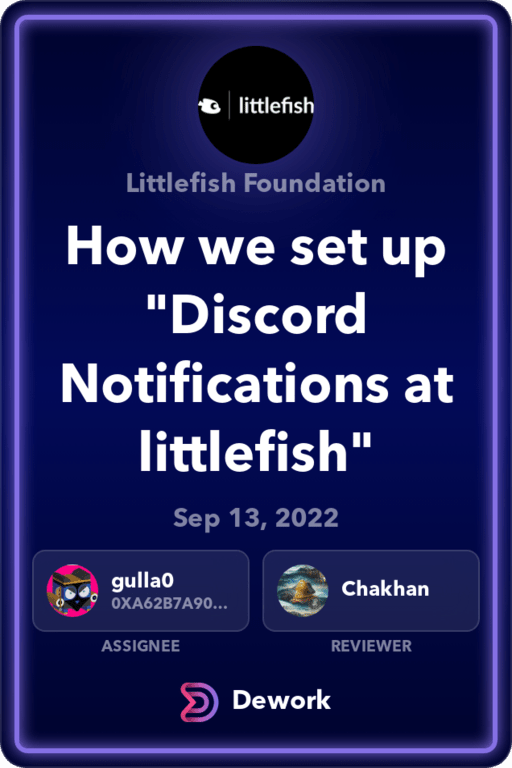 littlefish
Littlefish Foundation
How we set up
"Discord
Notifications at
littlefish"
Sep 13, 2022
gulla0
0XA62B7A90...
Chakhan
ASSIGNEE
REVIEWER
Dework